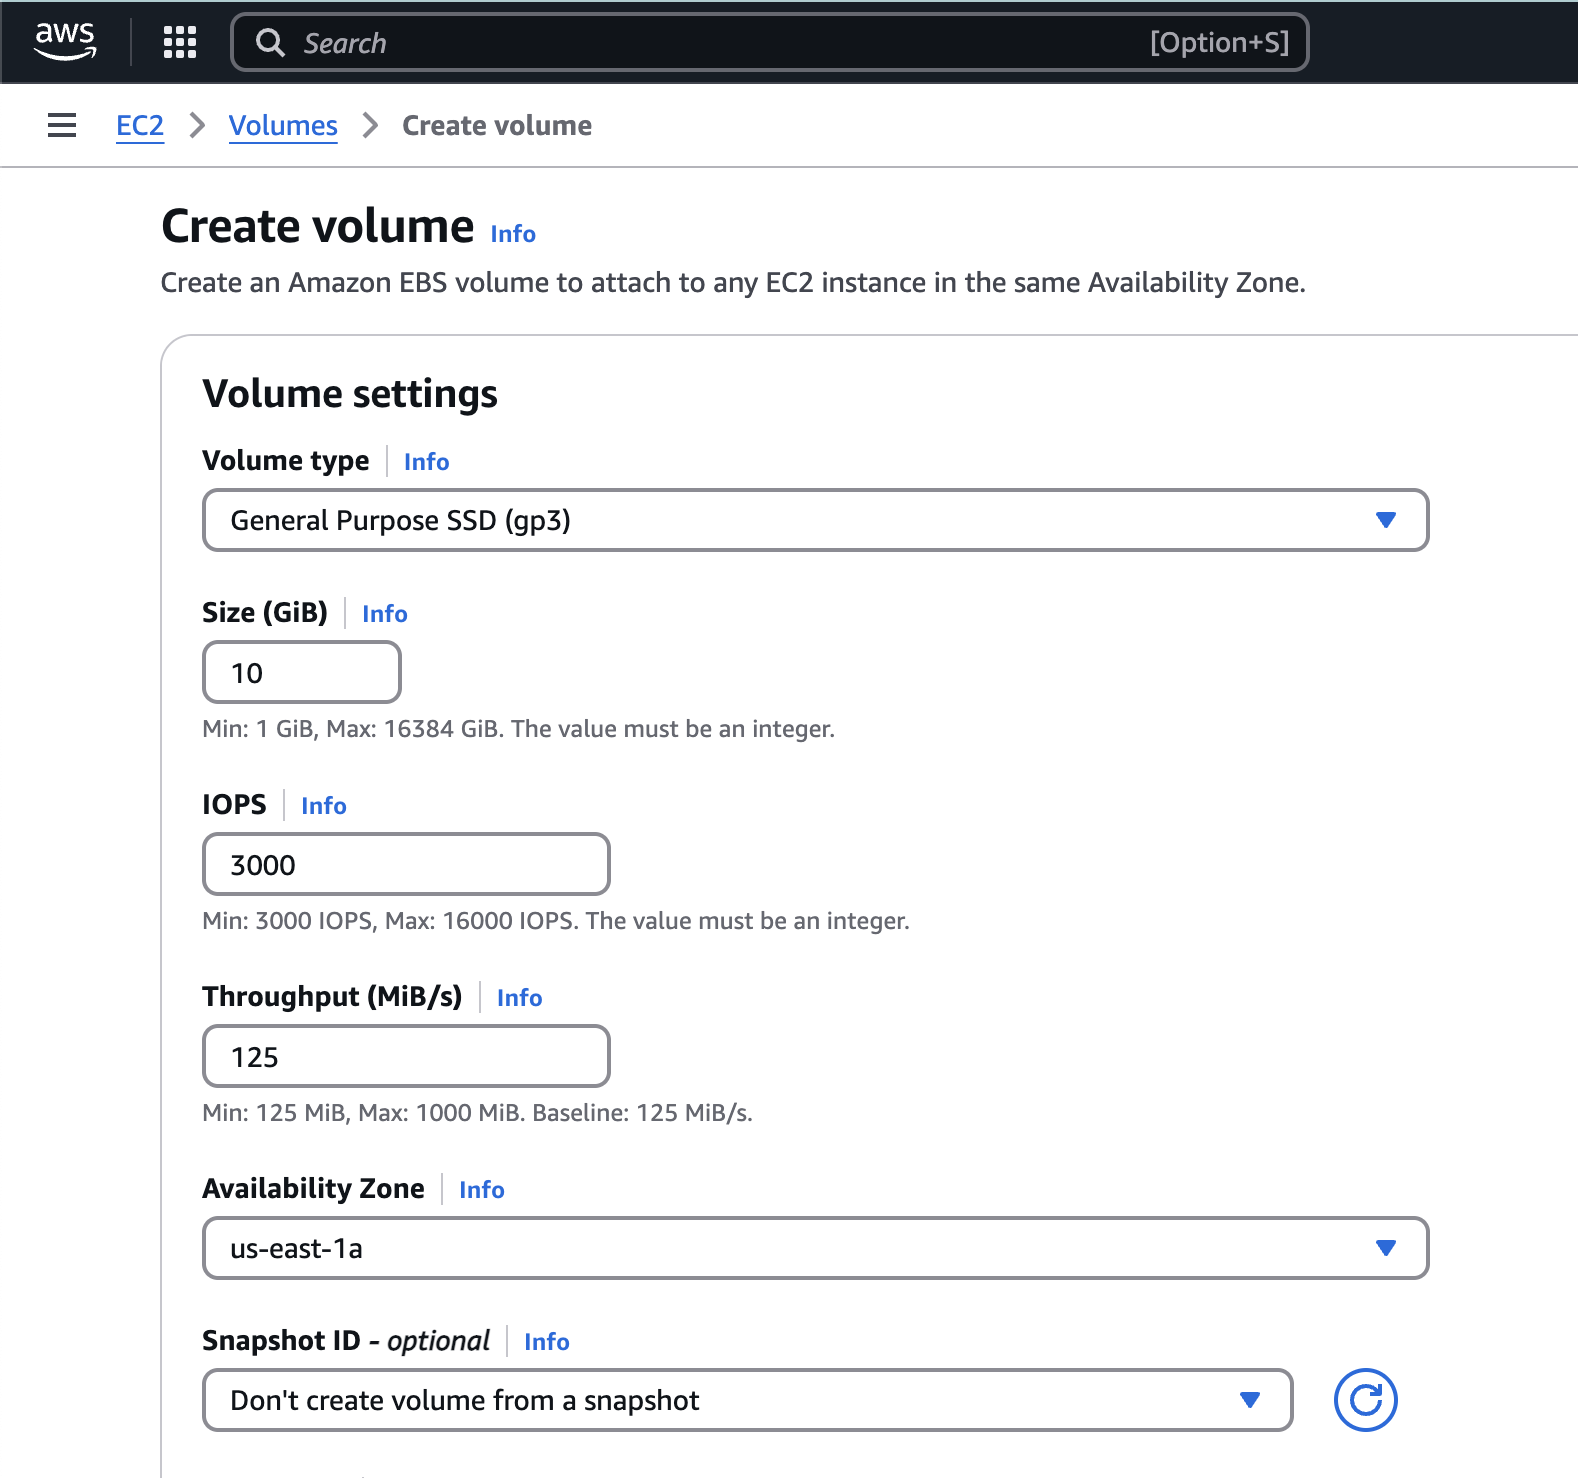 aws
Search [Option+S]
EC2 Volumes Create volume
Create volume Info
Create an Amazon EBS volume to attach to any EC2 instance in the same Availability Zone.
Volume settings
Volume type Info
General Purpose SSD (gp3)
Size (GiB) Info
10
Min: 1 GiB, Max: 16384 GiB. The value must be an integer.
IOPS Info
3000
Min: 3000 IOPS, Max: 16000 IOPS. The value must be an integer.
Throughput (MiB/s) Info
125
Min: 125 MiB, Max: 1000 MiB. Baseline: 125 MiB/s.
Availability Zone Info
us-east-1a
Snapshot ID - optional Info
Don't create volume from a snapshot